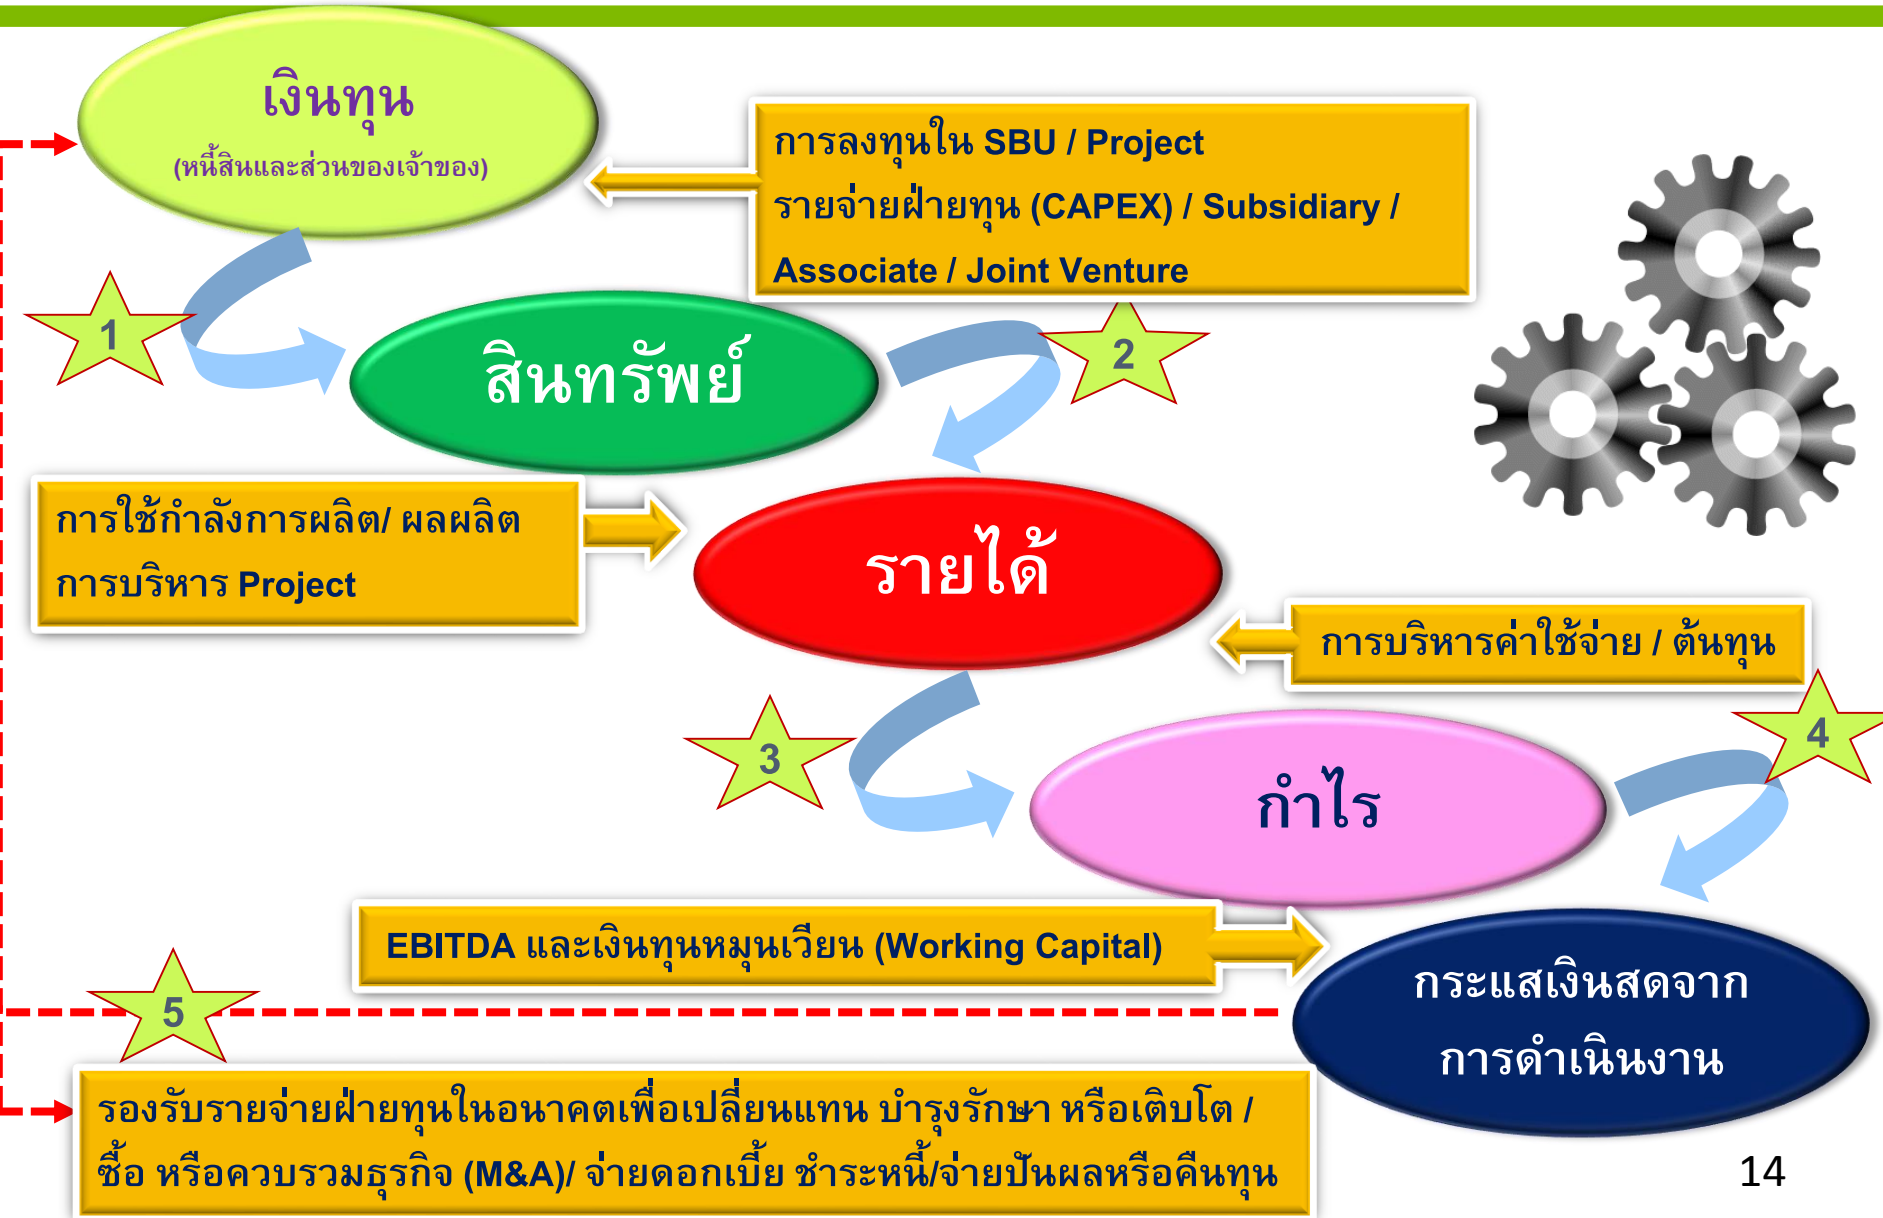 เงินทุน
(หนี้สินและส่วนของเจ้าของ)
การลงทุนใน SBU / Project
รายจ่ายฝ่ายทุน (CAPEX) / Subsidiary /
Associate / Joint Venture
1
สินทรัพย์
2
การใช้กำลังการผลิต/ ผลผลิต
การบริหาร Project
รายได้
การบริหารค่าใช้จ่าย / ต้นทุน
3
กำไร
4
EBITDA และเงินทุนหมุนเวียน (Working Capital)
กระแสเงินสดจาก
การดำเนินงาน
5
รองรับรายจ่ายฝ่ายทุนในอนาคตเพื่อเปลี่ยนแทน บำรุงรักษา หรือเติบโต /
ซื้อ หรือควบรวมธุรกิจ (M&A)/ จ่ายดอกเบี้ย ชำระหนี้/จ่ายปันผลหรือคืนทุน
14